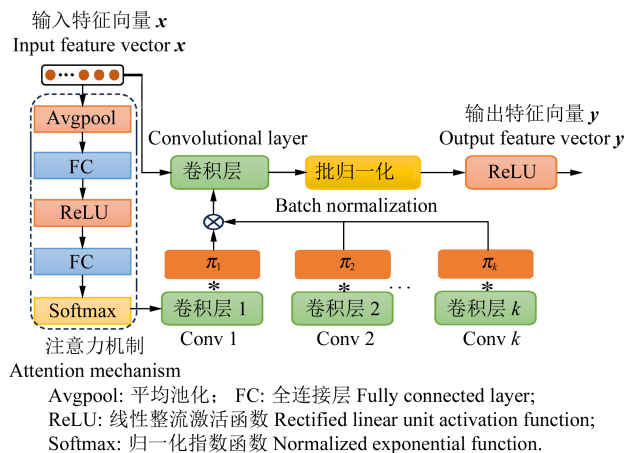 输入特征向量 x
Input feature vector x
Avgpool
FC
ReLU
FC
Softmax
注意力机制
Attention mechanism
Convolutional layer
卷积层
批归一化
Batch normalization
输出特征向量 y
Output feature vector y
ReLU
π1
π2
πk
* * *
...
卷积层 1
卷积层 2
卷积层 k
Conv 1
Conv 2
Conv k
Avgpool: 平均池化； FC: 全连接层 Fully connected layer;
ReLU: 线性整流激活函数 Rectified linear unit activation function;
Softmax: 归一化指数函数 Normalized exponential function.